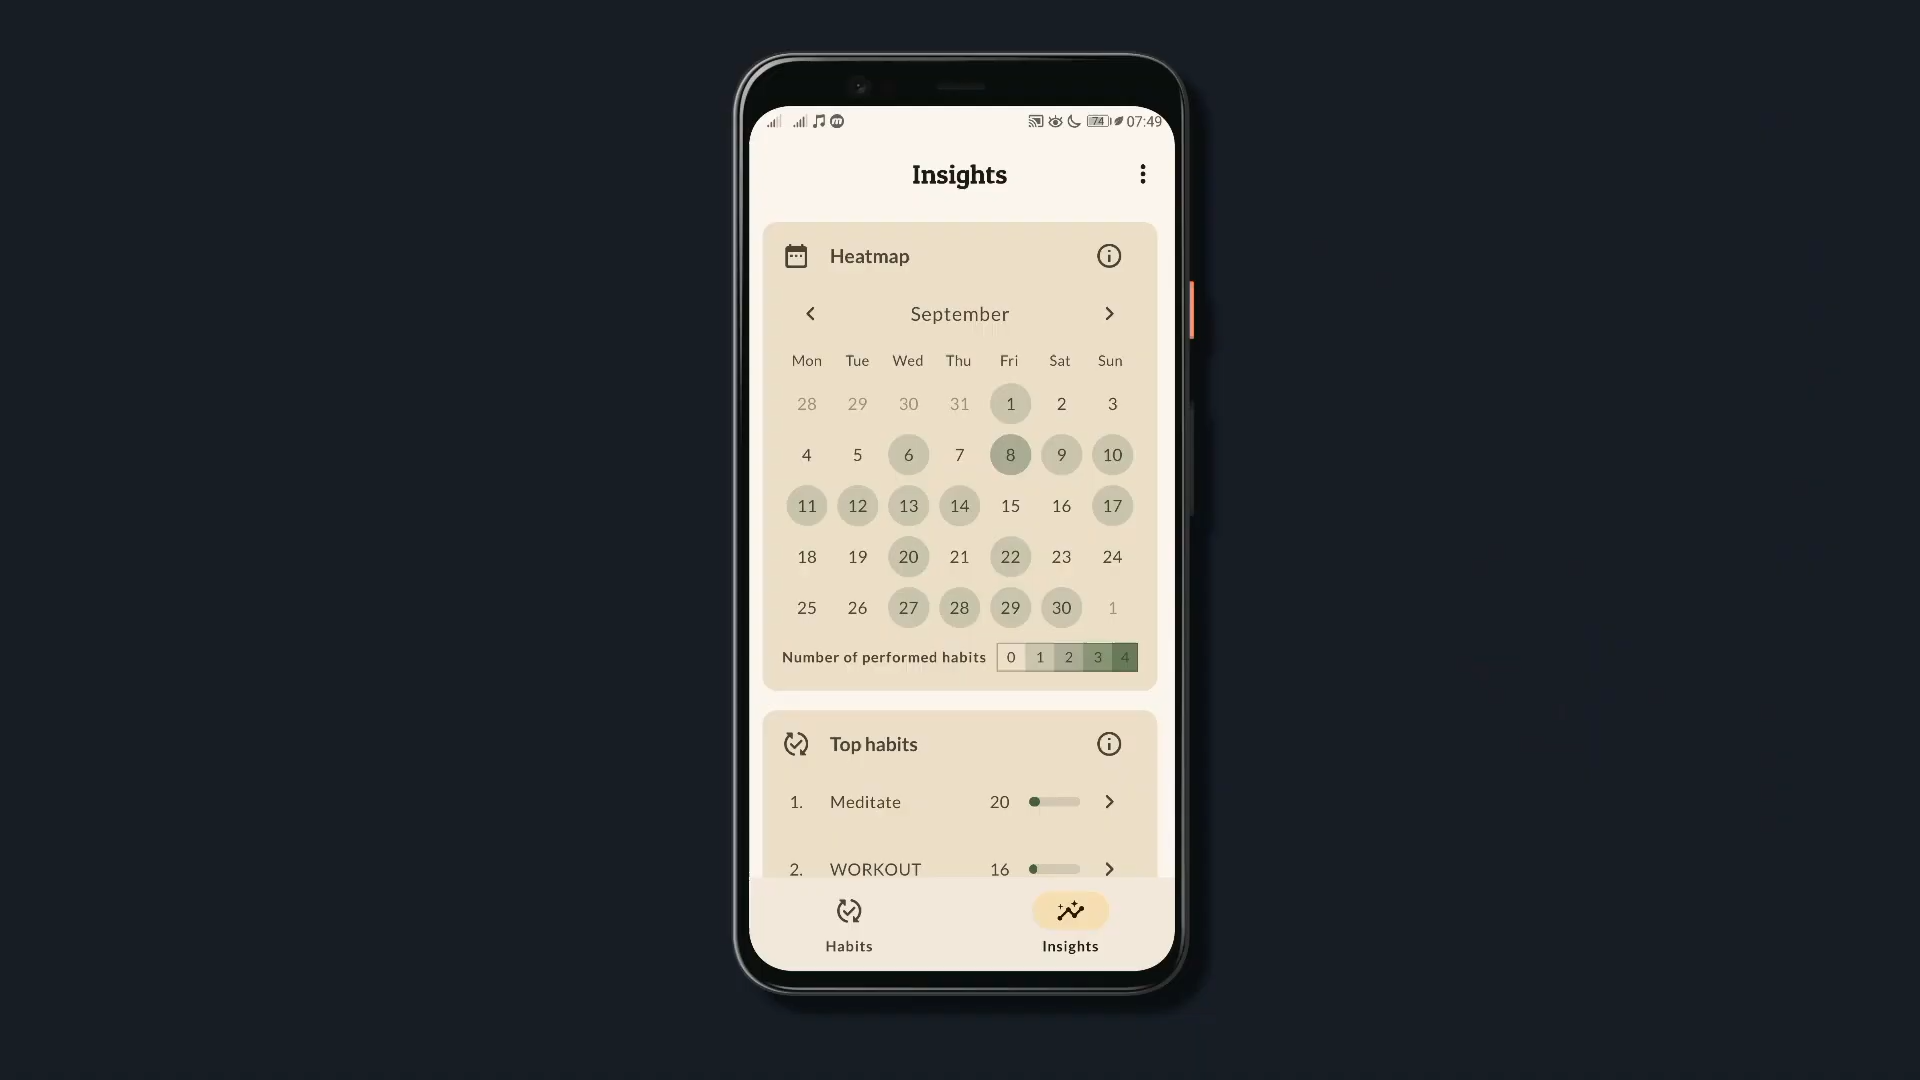 74 07:49
Insights
Heatmap
September
Mon Tue Wed Thu Fri Sat Sun
28 29 30 31 1 2 3
4 5 6 7 8 9 10
11 12 13 14 15 16 17
18 19 20 21 22 23 24
25 26 27 28 29 30 1
Number of performed habits 0 1 2 3 4
Top habits
1. Meditate 20
2. WORKOUT 16
Habits Insights